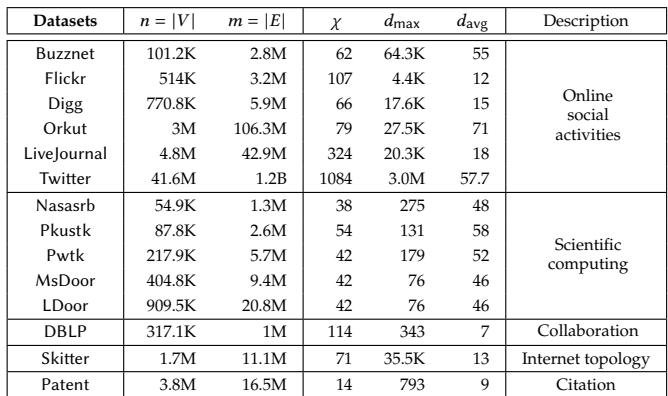 Datasets n = |V| m = |E| χ dmax davg Description
Buzznet 101.2K 2.8M 62 64.3K 55
Flickr 514K 3.2M 107 4.4K 12
Digg 770.8K 5.9M 66 17.6K 15 Online
social
Orkut 3M 106.3M 79 27.5K 71 activities
LiveJournal 4.8M 42.9M 324 20.3K 18
Twitter 41.6M 1.2B 1084 3.0M 57.7
Nasasrb 54.9K 1.3M 38 275 48
Pkustk 87.8K 2.6M 54 131 58 Scientific
Pwtk 217.9K 5.7M 42 179 52 computing
MsDoor 404.8K 9.4M 42 76 46
LDoor 909.5K 20.8M 42 76 46
DBLP 317.1K 1M 114 343 7 Collaboration
Skitter 1.7M 11.1M 71 35.5K 13 Internet topology
Patent 3.8M 16.5M 14 793 9 Citation